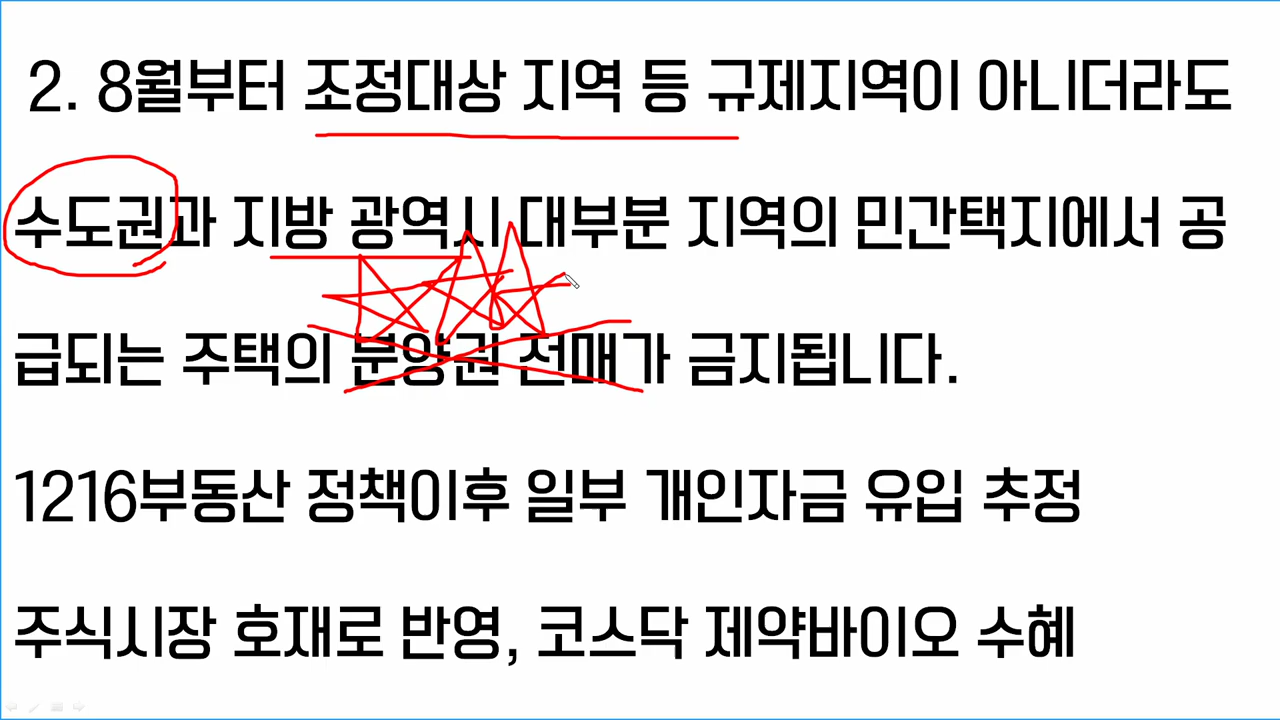 2. 8월부터 조정대상 지역 등 규제지역이 아니더라도
수도권과 지방 광역시 대부분 지역의 민간택지에서 공
급되는 주택의 분양권 전매가 금지됩니다.
1216부동산 정책이후 일부 개인자금 유입 추정
주식시장 호재로 반영, 코스닥 제약바이오 수혜